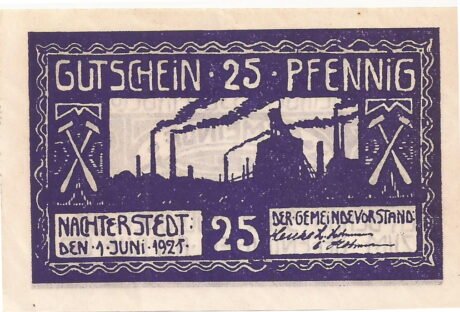 GUTSCHEIN · 25 · PFENNIG
NACHTERSTEDT:
DEN · 1 · JUNI · 1921 ·
25
DER GEMEINDEVORSTAND: